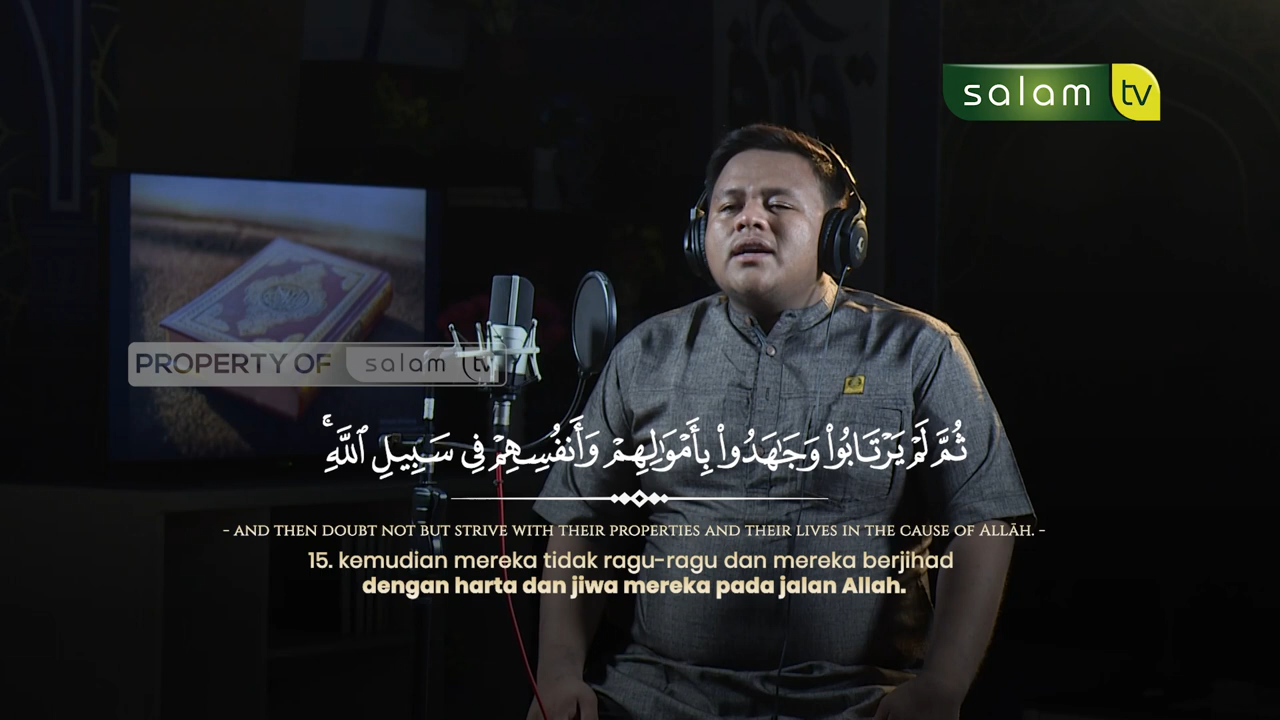 salam tv
PROPERTY OF salam tv
ثُمَّ لَمْ يَرْتَابُوا۟ وَجَٰهَدُوا۟ بِأَمْوَٰلِهِمْ وَأَنفُسِهِمْ فِى سَبِيلِ ٱللَّهِ ۚ
- AND THEN DOUBT NOT BUT STRIVE WITH THEIR PROPERTIES AND THEIR LIVES IN THE CAUSE OF ALLĀH. -
15. kemudian mereka tidak ragu-ragu dan mereka berjihad
dengan harta dan jiwa mereka pada jalan Allah.